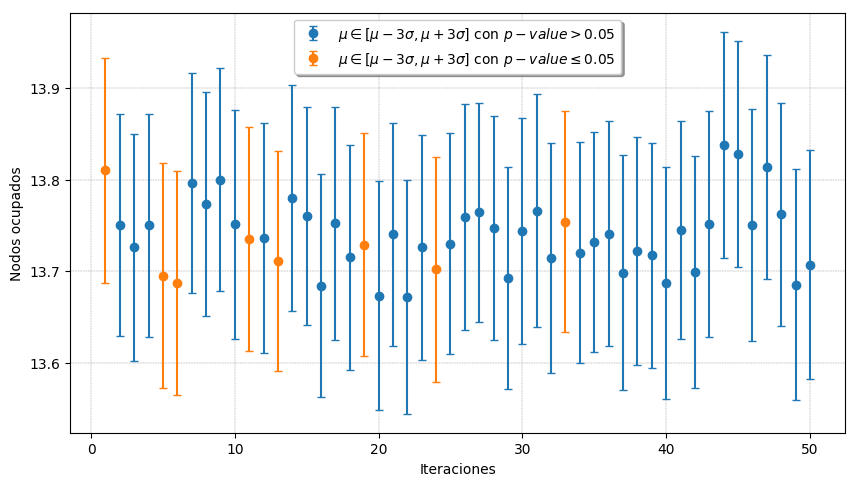 μ ∈ [μ − 3σ, μ + 3σ] con p − value > 0.05
μ ∈ [μ − 3σ, μ + 3σ] con p − value ≤ 0.05
Nodos ocupados
13.9
13.8
13.7
13.6
0 10 20 30 40 50
Iteraciones